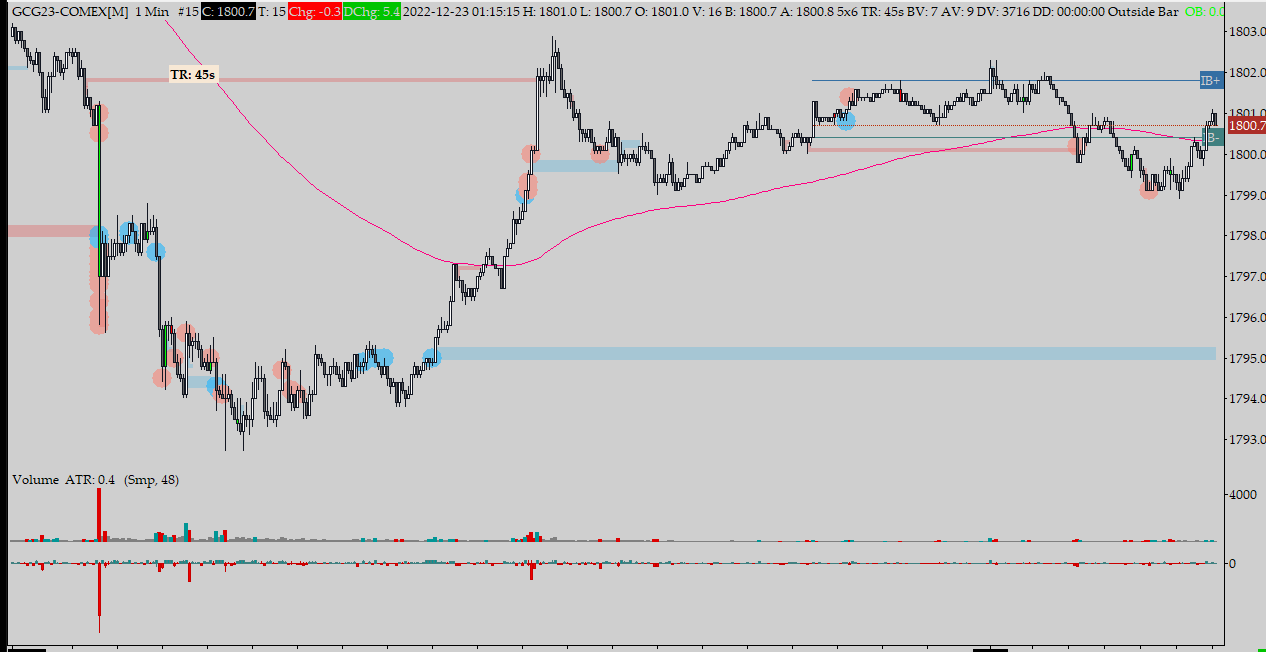 GCG23-COMEX[M] 1 Min #15 C: 1800.7 T: 15 Chg: -0.3 DChg: 5.4 2022-12-23 01:15:15 H: 1801.0 L: 1800.7 O: 1801.0 V: 16 B: 1800.7 A: 1800.8 5x6 TR: 45s BV: 7 AV: 9 DV: 3716 DD: 00:00:00 Outside Bar OB: 0.0
1803.0
TR: 45s
1802.0
IB+
1801.0
1800.7
B-
1800.0
1799.0
1798.0
1797.0
1796.0
1795.0
1794.0
1793.0
Volume ATR: 0.4 (Smp, 48)
4000
0